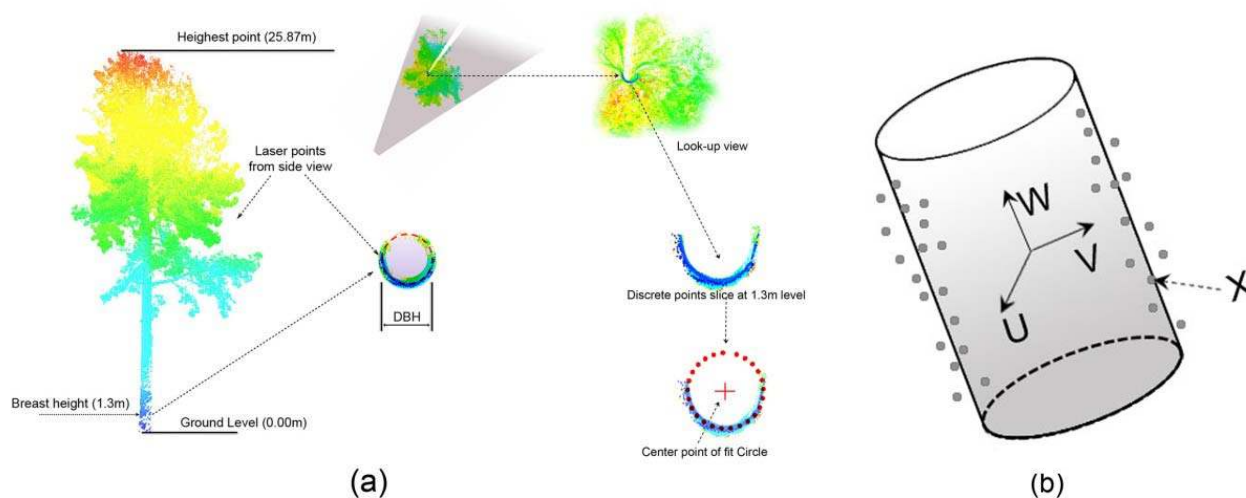 Heighest point (25.87m)
Laser points
from side view
Look-up view
DBH
Discrete points slice at 1.3m level
Breast height (1.3m)
Ground Level (0.00m)
Center point of fit Circle
(a)
W
V
U
X
(b)